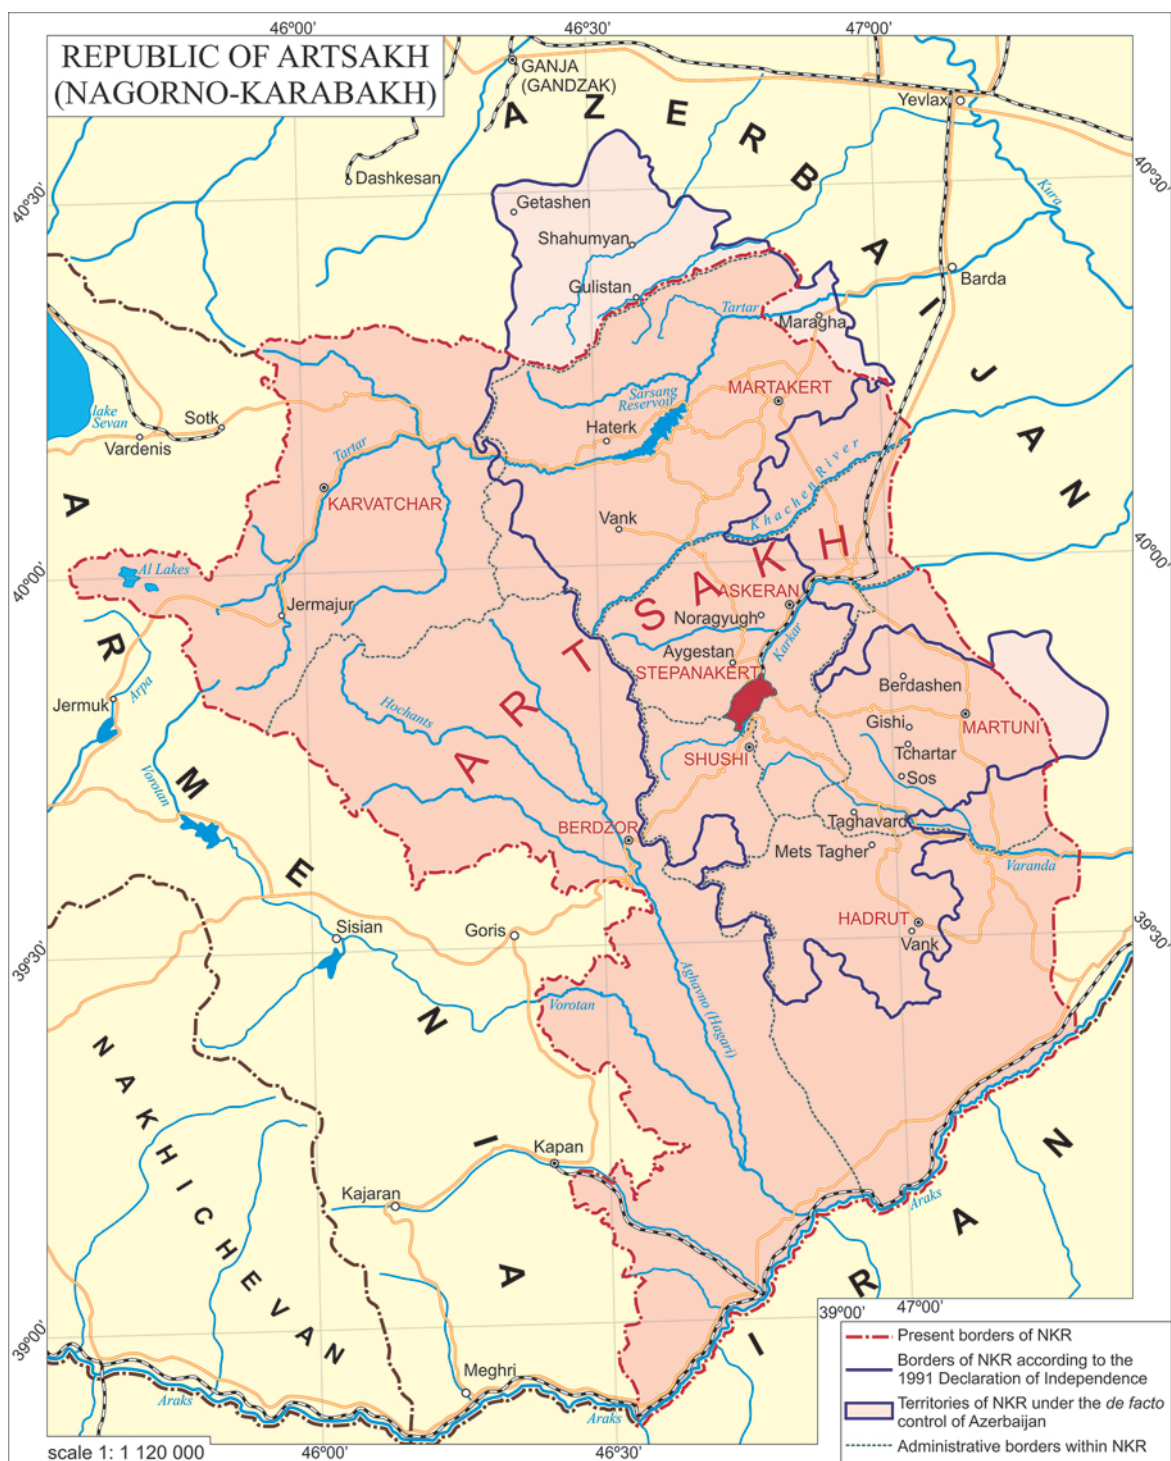 46°00'
46°30'
47°00'
REPUBLIC OF ARTSAKH
(NAGORNO-KARABAKH)
GANJA
(GANDZAK)
Yevlax
AZERBAIJAN
Dashkesan
40°30'
40°30'
Getashen
Kura
Shahumyan
Gulistan
Barda
Tartar
Maragha
lake
Sevan
Sotk
Vardenis
Sarsang
Reservoir
MARTAKERT
Haterk
Tartar
KARVATCHAR
Khachen River
Vank
ARTSAKH
40°00'
40°00'
Al Lakes
Jermajur
ASKERAN
Noragyugh
Karkar
Aygestan
STEPANAKERT
ARMENIA
Jermuk
Arpa
Hochants
Berdashen
Gishi
MARTUNI
Tchartar
SHUSHI
Sos
Vorotan
BERDZOR
Taghavard
Mets Tagher
Varanda
HADRUT
Vank
Sisian
Goris
39°30'
39°30'
Vorotan
Aghavno (Hagari)
NAKHICHEVAN
Kapan
Kajaran
Araks
IRAN
39°00'
39°00'
47°00'
Meghri
Araks
Araks
Present borders of NKR
Borders of NKR according to the
1991 Declaration of Independence
Territories of NKR under the de facto
control of Azerbaijan
Administrative borders within NKR
scale 1: 1 120 000
46°00'
46°30'